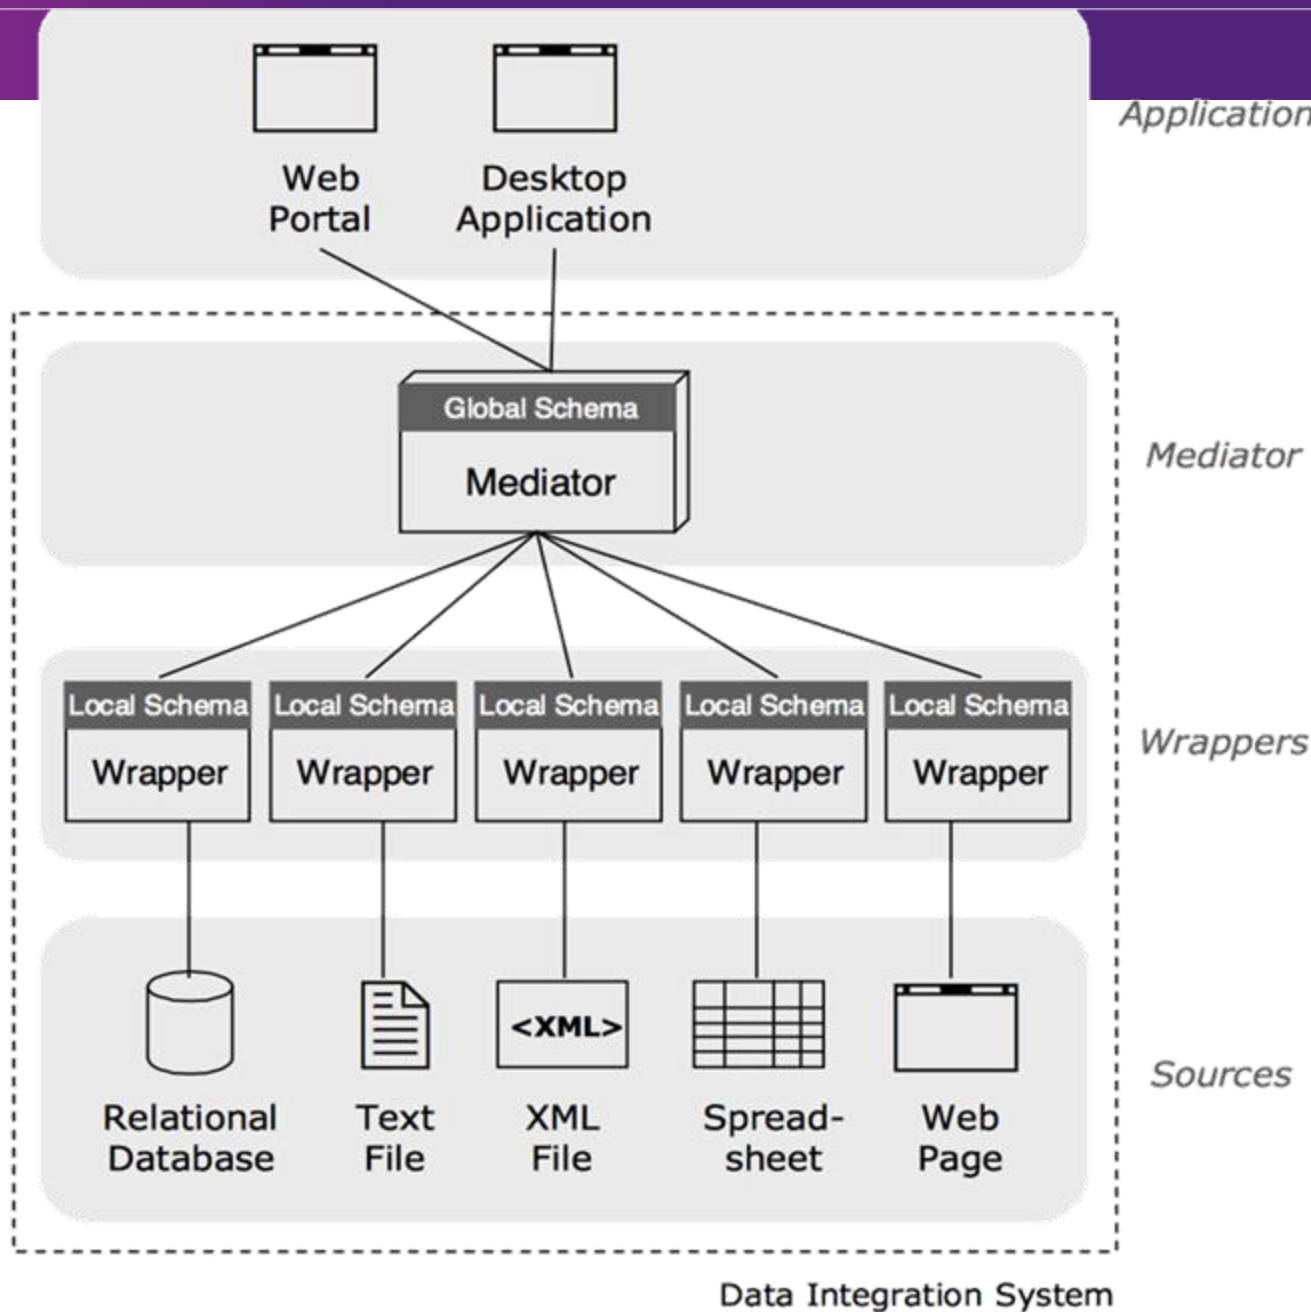 Web
Portal
Desktop
Application
Application
Global Schema
Mediator
Mediator
Local Schema
Wrapper
Local Schema
Wrapper
Local Schema
Wrapper
Local Schema
Wrapper
Local Schema
Wrapper
Wrappers
<XML>
Relational
Database
Text
File
XML
File
Spread-
sheet
Web
Page
Sources
Data Integration System